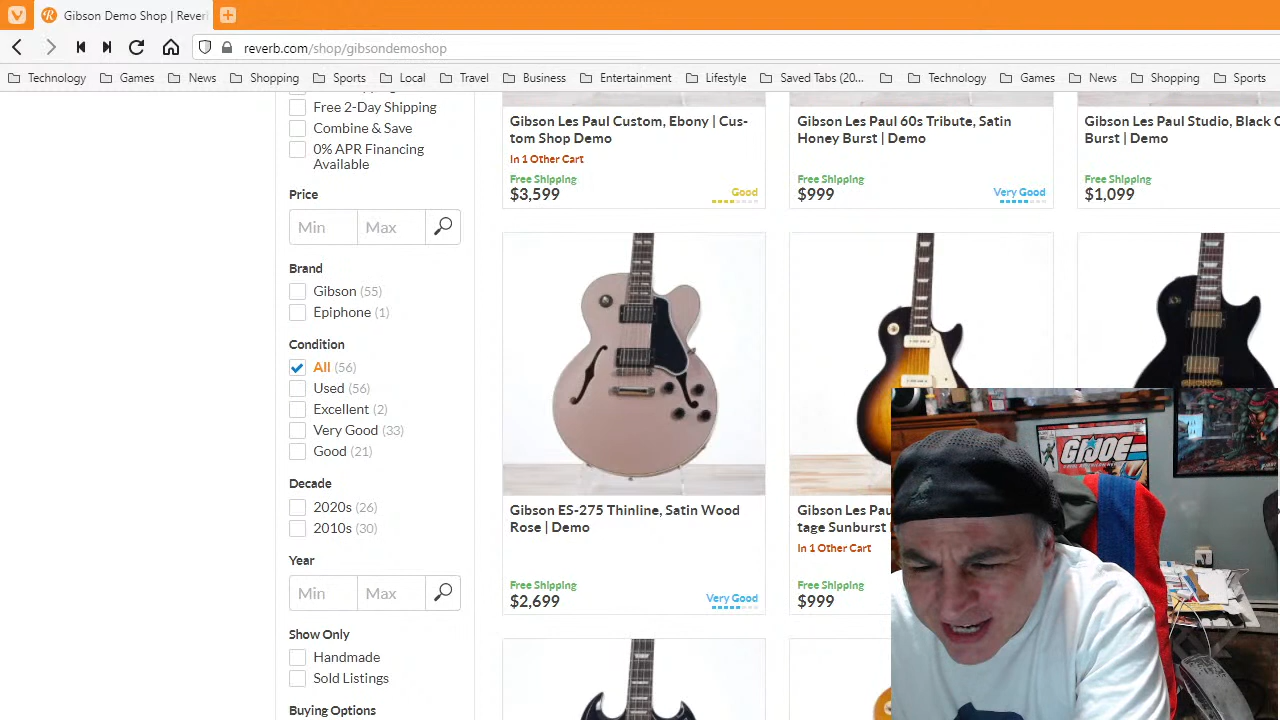 Gibson Demo Shop | Reverb
reverb.com/shop/gibsondemoshop
Technology Games News Shopping Sports Local Travel Business Entertainment Lifestyle Saved Tabs (20... Technology Games News Shopping Sports
Free 2-Day Shipping
Combine & Save
0% APR Financing
Available
Price
Min Max
Brand
Gibson (55)
Epiphone (1)
Condition
All (56)
Used (56)
Excellent (2)
Very Good (33)
Good (21)
Decade
2020s (26)
2010s (30)
Year
Min Max
Show Only
Handmade
Sold Listings
Buying Options
Gibson Les Paul Custom, Ebony | Cus-
tom Shop Demo
In 1 Other Cart
Free Shipping
$3,599
Good
Gibson Les Paul 60s Tribute, Satin
Honey Burst | Demo
Free Shipping
$999
Very Good
Gibson Les Paul Studio, Black C
Burst | Demo
Free Shipping
$1,099
Gibson ES-275 Thinline, Satin Wood
Rose | Demo
Free Shipping
$2,699
Very Good
Gibson Les Pau
tage Sunburst
In 1 Other Cart
Free Shipping
$999
G.I.JOE